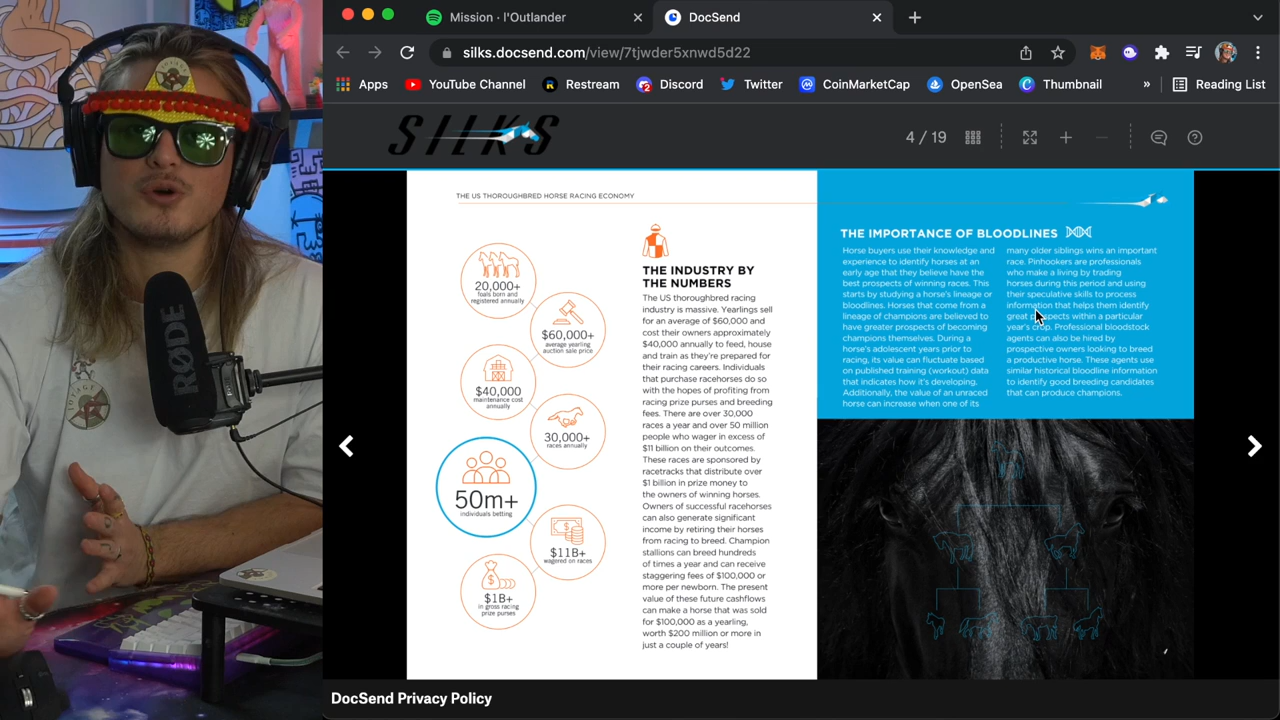 Mission · l'Outlander
DocSend
silks.docsend.com/view/7tjwder5xnwd5d22
Apps
YouTube Channel
Restream
Discord
Twitter
CoinMarketCap
OpenSea
Thumbnail
»
Reading List
SILKS
4 / 19
THE US THOROUGHBRED HORSE RACING ECONOMY
20,000+
foals born and
registered annually
$60,000+
average yearling
auction sale price
$40,000
maintenance cost
annually
30,000+
races annually
50m+
individuals betting
$11B+
wagered on races
$1B+
in gross racing
prize purses
THE INDUSTRY BY
THE NUMBERS
The US thoroughbred racing
industry is massive. Yearlings sell
for an average of $60,000 and
cost their owners approximately
$40,000 annually to feed, house
and train as they're prepared for
their racing careers. Individuals
that purchase racehorses do so
with the hopes of profiting from
racing prize purses and breeding
fees. There are over 30,000
races a year and over 50 million
people who wager in excess of
$11 billion on their outcomes.
These races are sponsored by
racetracks that distribute over
$1 billion in prize money to
the owners of winning horses.
Owners of successful racehorses
can also generate significant
income by retiring their horses
from racing to breed. Champion
stallions can breed hundreds
of times a year and can receive
staggering fees of $100,000 or
more per newborn. The present
value of these future cashflows
can make a horse that was sold
for $100,000 as a yearling,
worth $200 million or more in
just a couple of years!
THE IMPORTANCE OF BLOODLINES
Horse buyers use their knowledge and
experience to identify horses at an
early age that they believe have the
best prospects of winning races. This
starts by studying a horse's lineage or
bloodlines. Horses that come from a
lineage of champions are believed to
have greater prospects of becoming
champions themselves. During a
horse's adolescent years prior to
racing, its value can fluctuate based
on published training (workout) data
that indicates how it's developing.
Additionally, the value of an unraced
horse can increase when one of its
many older siblings wins an important
race. Pinhookers are professionals
who make a living by trading
horses during this period and using
their speculative skills to process
information that helps them identify
great prospects within a particular
year's crop. Professional bloodstock
agents can also be hired by
prospective owners looking to breed
a productive horse. These agents use
similar historical bloodline information
to identify good breeding candidates
that can produce champions.
DocSend Privacy Policy
RØDE